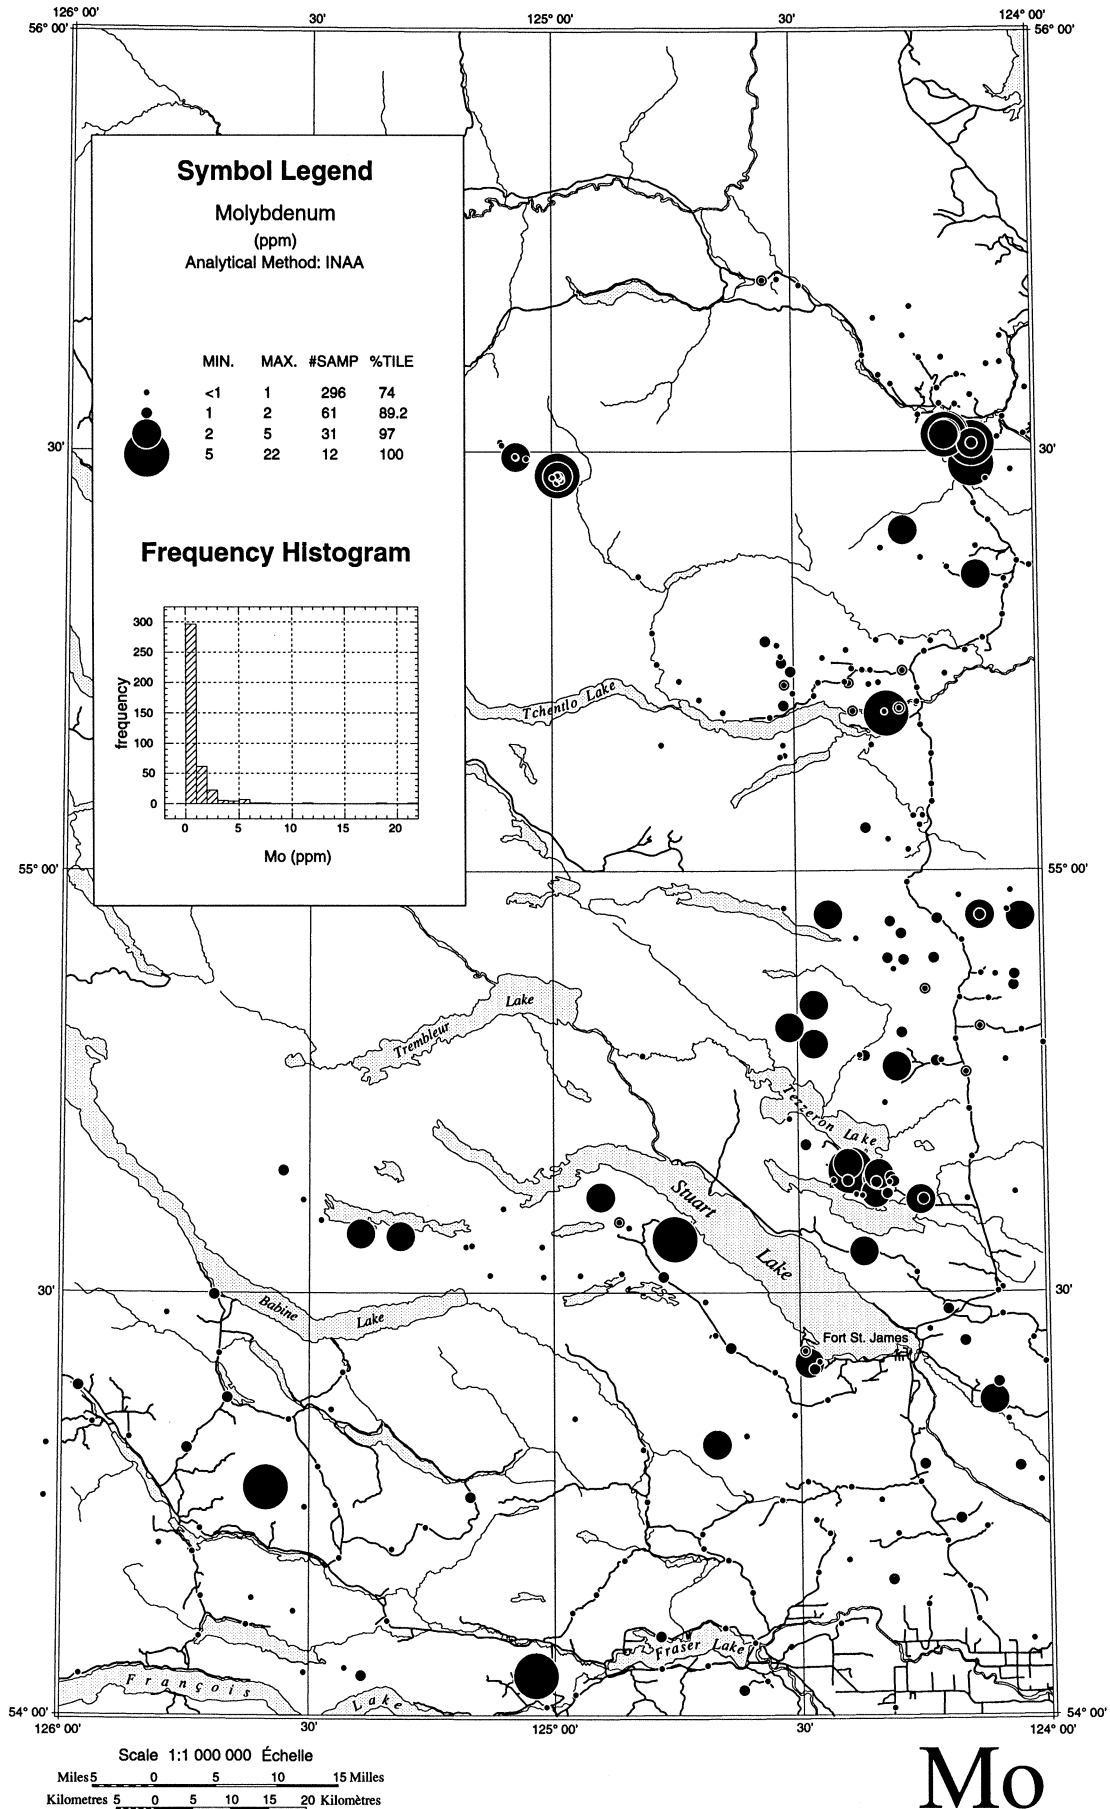 126° 00'
30'
125° 00'
30'
124° 00'
56° 00'
56° 00'
Symbol Legend
Molybdenum
(ppm)
Analytical Method: INAA
MIN. MAX. #SAMP %TILE
<1 1 296 74
1 2 61 89.2
2 5 31 97
5 22 12 100
30'
30'
Frequency Histogram
300
250
200
150
100
50
0
frequency
0 5 10 15 20
Mo (ppm)
Tchentlo Lake
55° 00'
55° 00'
Trembleur Lake
Tezzeron Lake
Stuart Lake
30'
30'
Babine Lake
Fort St. James
Fraser Lake
François Lake
54° 00'
54° 00'
126° 00'
30'
125° 00'
30'
124° 00'
Scale 1:1 000 000 Échelle
Miles 5 0 5 10 15 Milles
Kilometres 5 0 5 10 15 20 Kilomètres
Mo